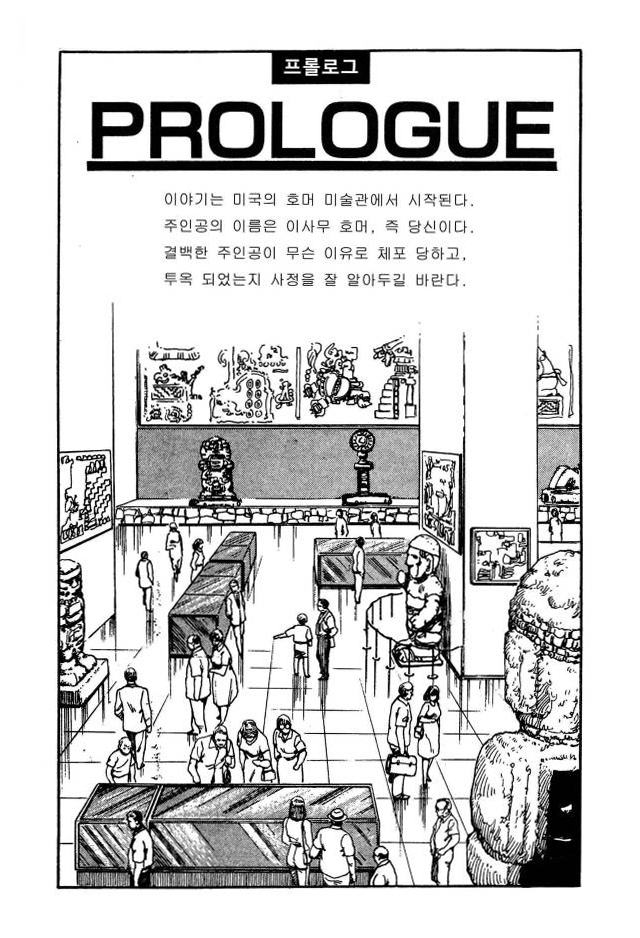 프롤로그
PROLOGUE
이야기는 미국의 호머 미술관에서 시작된다.
주인공의 이름은 이사무 호머, 즉 당신이다.
결백한 주인공이 무슨 이유로 체포 당하고,
투옥 되었는지 사정을 잘 알아두길 바란다.